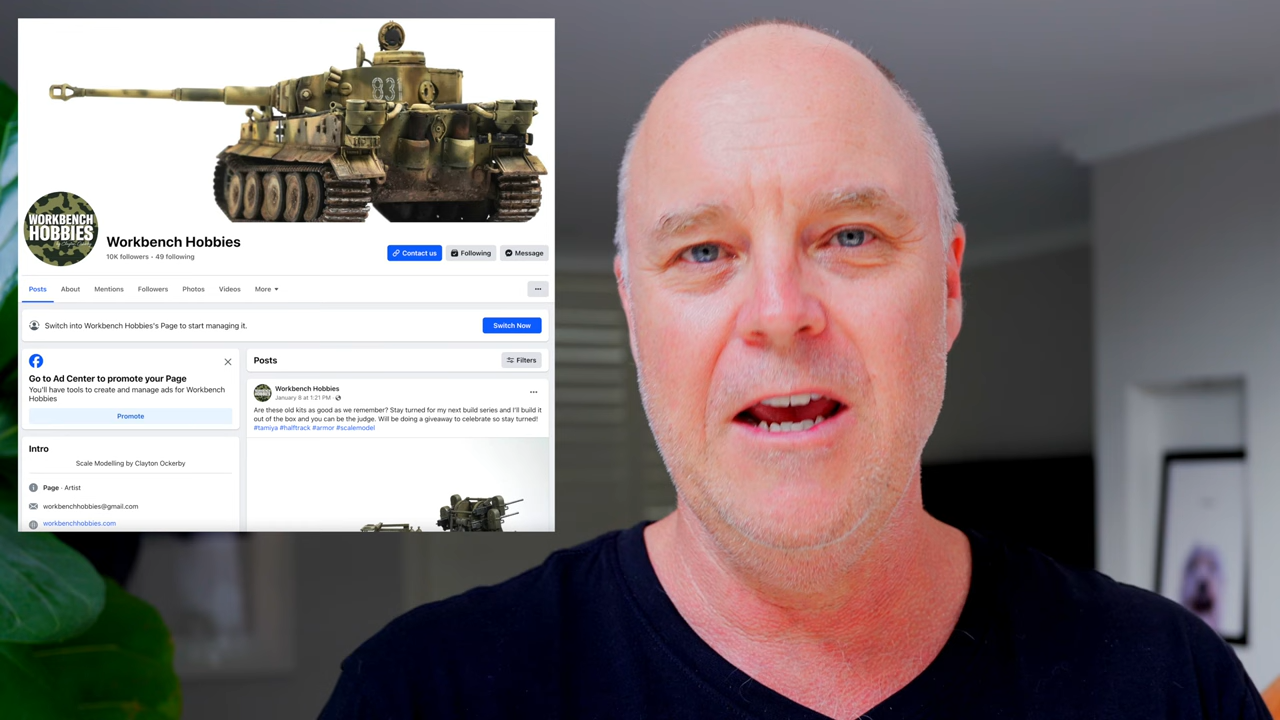 831
WORKBENCH
HOBBIES
Workbench Hobbies
10K followers • 49 following
Contact us
Following
Message
Posts
About
Mentions
Followers
Photos
Videos
More
Switch into Workbench Hobbies's Page to start managing it.
Switch Now
Go to Ad Center to promote your Page
You'll have tools to create and manage ads for Workbench
Hobbies
Promote
Intro
Scale Modelling by Clayton Ockerby
Page · Artist
workbenchhobbies@gmail.com
workbenchhobbies.com
Posts
Filters
Workbench Hobbies
January 8 at 1:21 PM ·
Are these old kits as good as we remember? Stay turned for my next build series and I'll build it
out of the box and you can be the judge. Will be doing a giveaway to celebrate so stay turned!
#tamiya #halftrack #armor #scalemodel